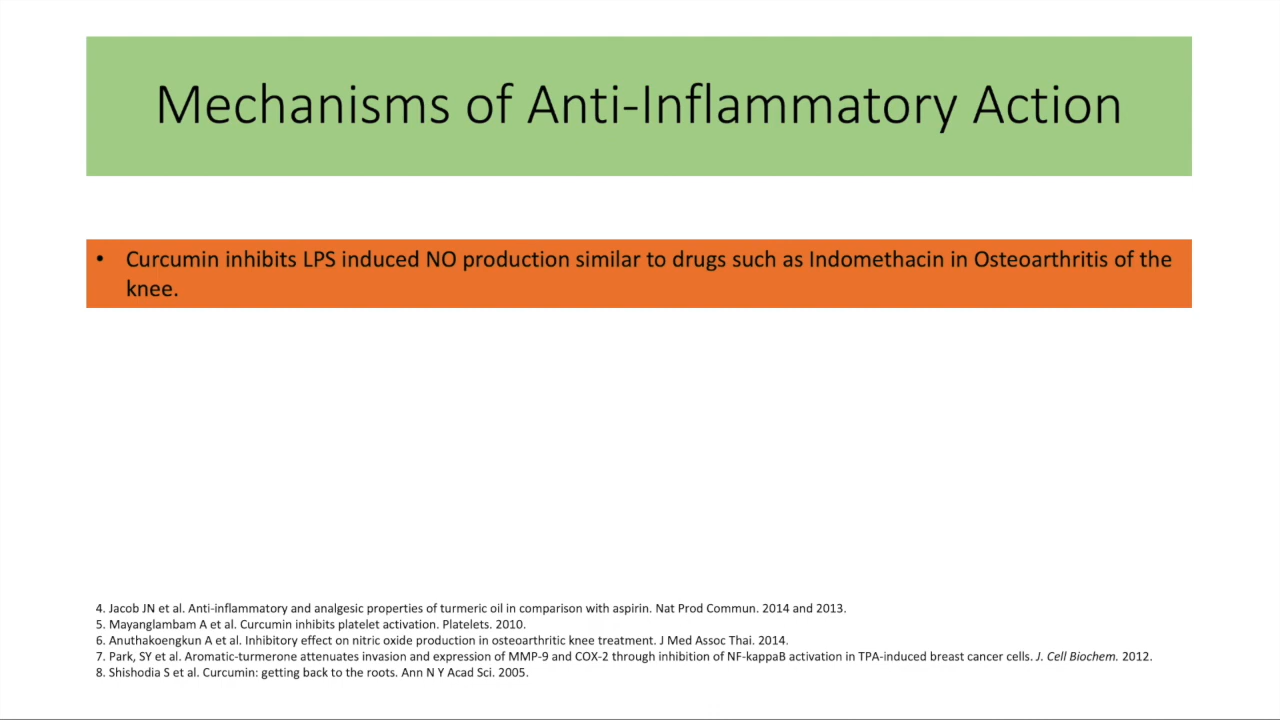 Mechanisms of Anti-Inflammatory Action
• Curcumin inhibits LPS induced NO production similar to drugs such as Indomethacin in Osteoarthritis of the
knee.
4. Jacob JN et al. Anti-inflammatory and analgesic properties of turmeric oil in comparison with aspirin. Nat Prod Commun. 2014 and 2013.
5. Mayanglambam A et al. Curcumin inhibits platelet activation. Platelets. 2010.
6. Anuthakoengkun A et al. Inhibitory effect on nitric oxide production in osteoarthritic knee treatment. J Med Assoc Thai. 2014.
7. Park, SY et al. Aromatic-turmerone attenuates invasion and expression of MMP-9 and COX-2 through inhibition of NF-kappaB activation in TPA-induced breast cancer cells. J. Cell Biochem. 2012.
8. Shishodia S et al. Curcumin: getting back to the roots. Ann N Y Acad Sci. 2005.